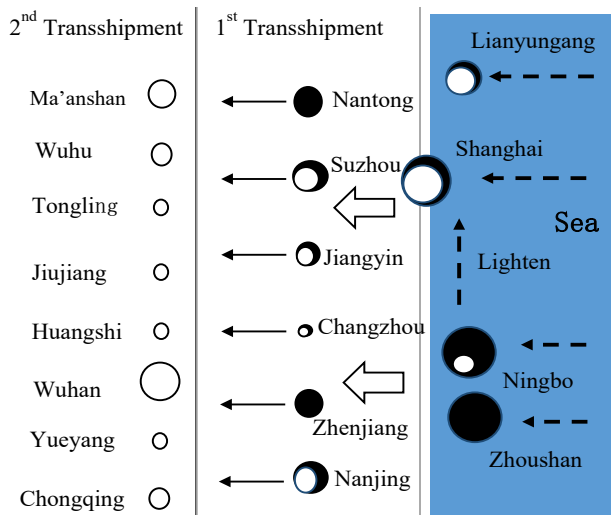 2nd Transshipment
1st Transshipment
Lianyungang
Ma’anshan
Nantong
Wuhu
Suzhou
Shanghai
Tongling
Sea
Jiujiang
Jiangyin
Lighten
Huangshi
Changzhou
Wuhan
Ningbo
Zhenjiang
Yueyang
Zhoushan
Chongqing
Nanjing